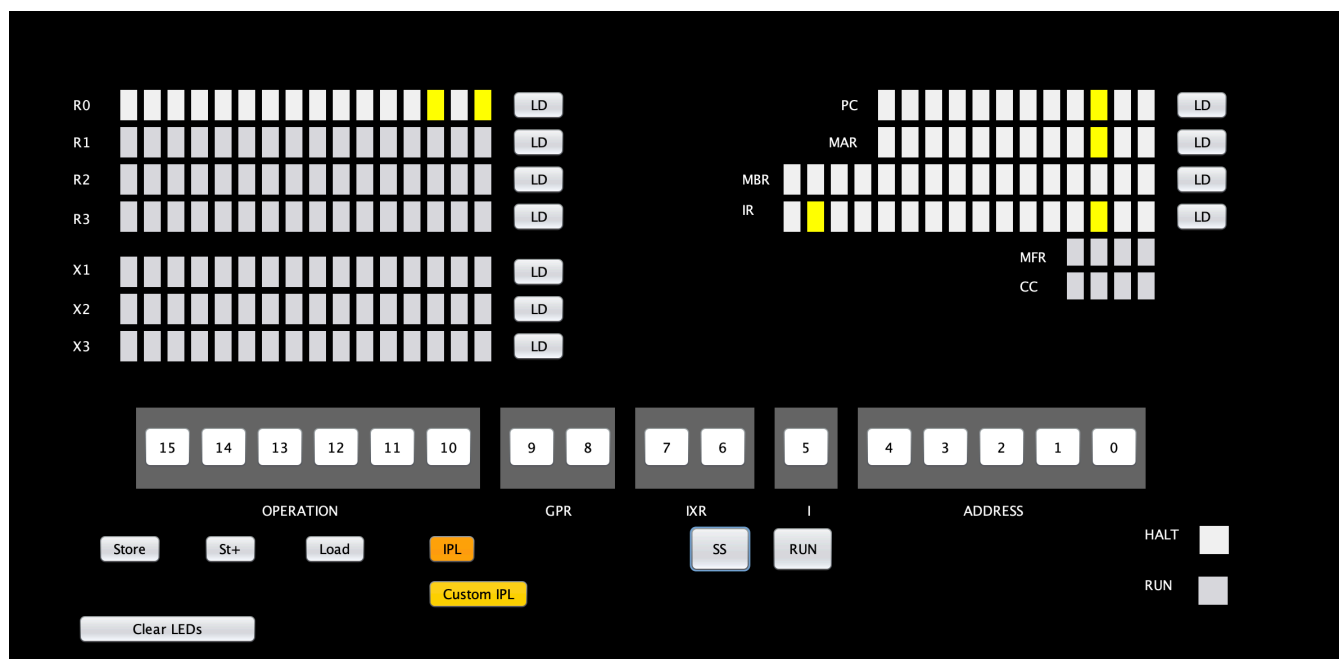 R0 LD PC LD
R1 LD MAR LD
R2 LD MBR LD
R3 LD IR LD
MFR
X1 LD CC
X2 LD
X3 LD
15 14 13 12 11 10 9 8 7 6 5 4 3 2 1 0
OPERATION GPR IXR I ADDRESS
Store St+ Load IPL SS RUN HALT
Custom IPL RUN
Clear LEDs